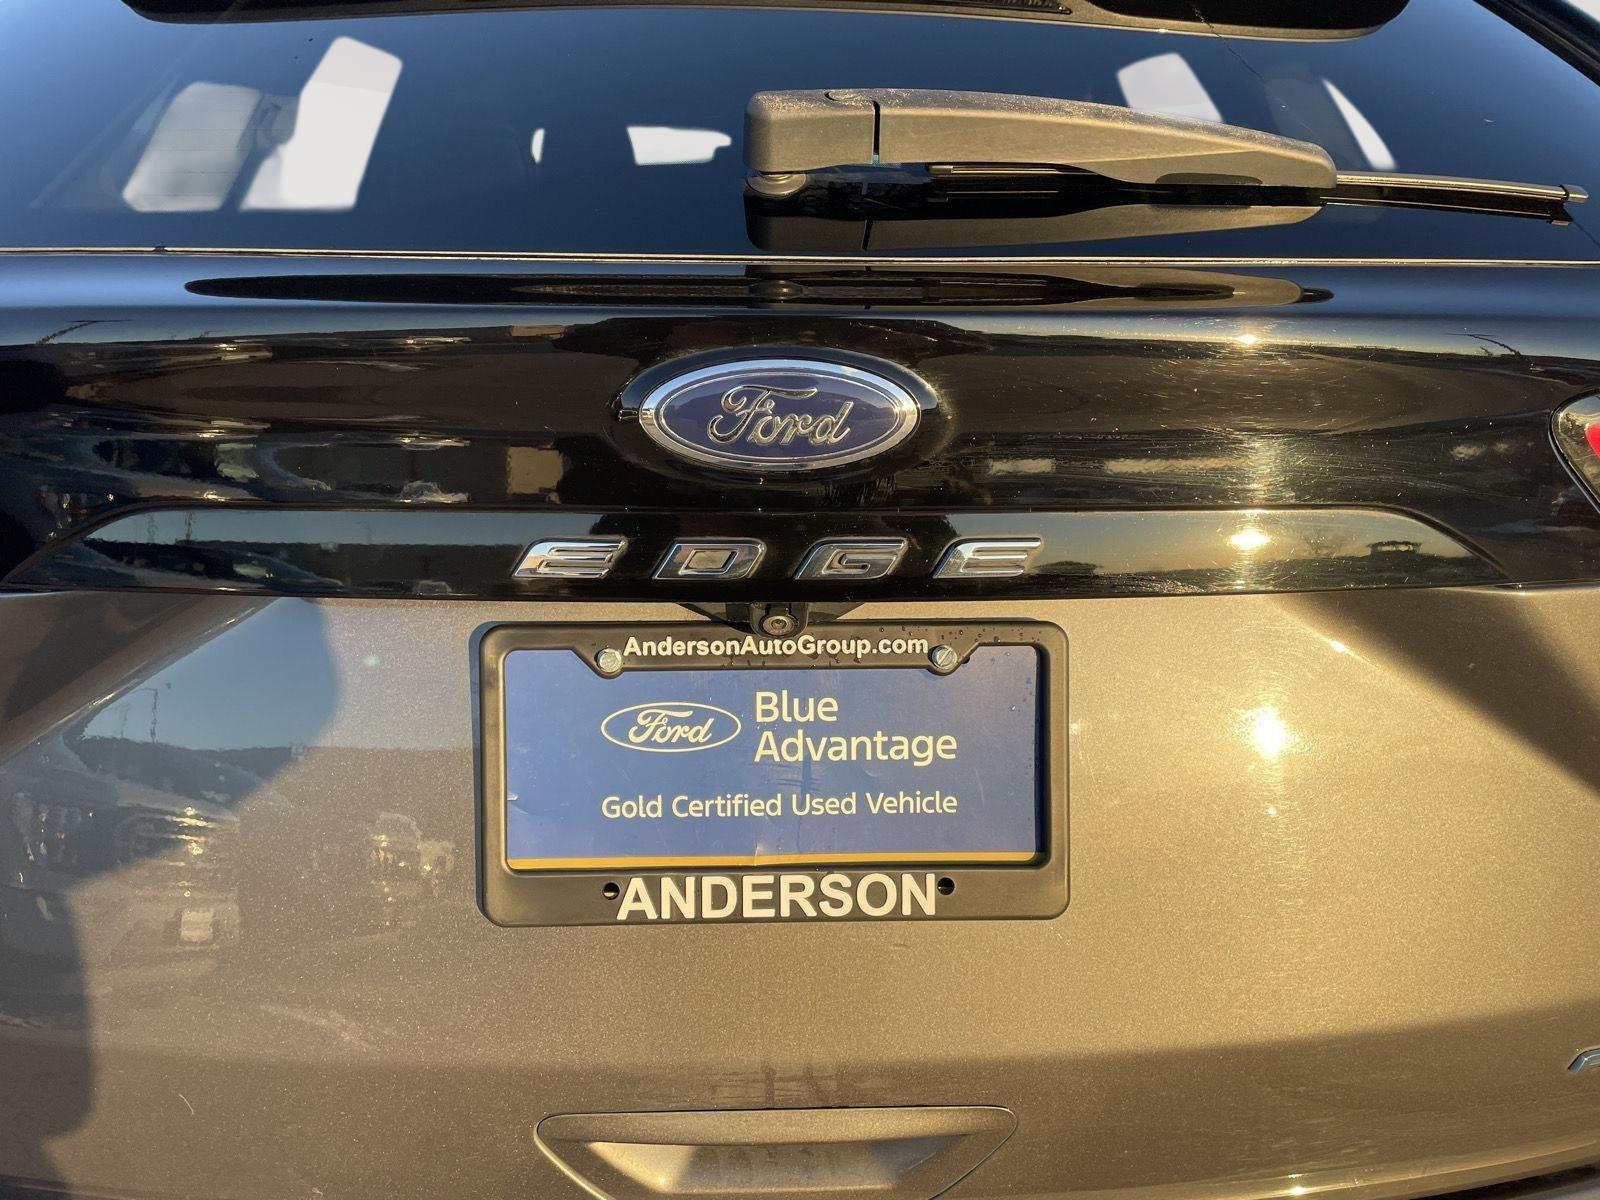 Ford
EDGE
AndersonAutoGroup.com
Ford
Blue
Advantage
Gold Certified Used Vehicle
ANDERSON